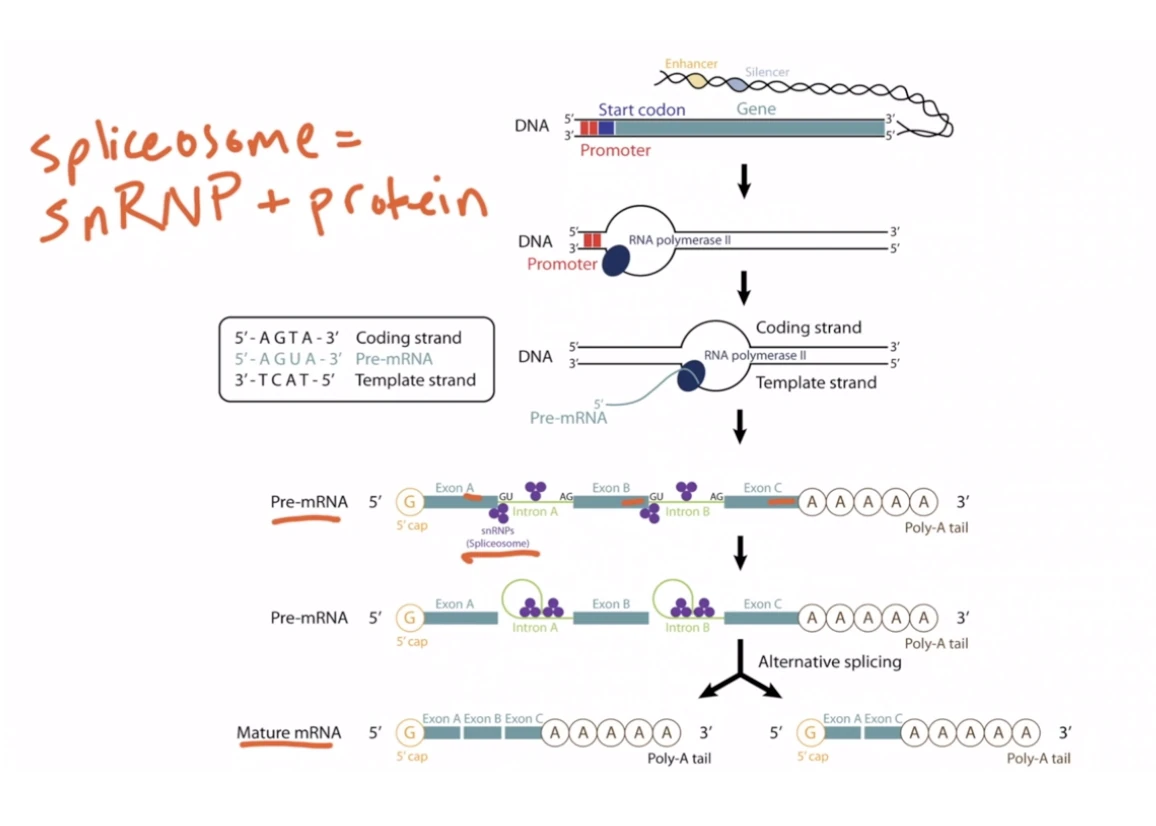 Spliceosome =
snRNP + protein
Enhancer
Silencer
Start codon Gene
DNA 5′ 3′
3′ 5′
Promoter
DNA 5′ RNA polymerase II 3′
3′ 5′
Promoter
5′-AGTA-3′ Coding strand
5′-AGUA-3′ Pre-mRNA
3′-TCAT-5′ Template strand
Coding strand
DNA 5′ RNA polymerase II 3′
3′ 5′
Template strand
5′
Pre-mRNA
Exon A Exon B Exon C
Pre-mRNA 5′ G GU AG GU AG A A A A A 3′
5′ cap Intron A Intron B Poly-A tail
snRNPs
(Spliceosome)
Exon A Exon B Exon C
Pre-mRNA 5′ G A A A A A 3′
5′ cap Intron A Intron B Poly-A tail
Alternative splicing
Exon A Exon B Exon C Exon A Exon C
Mature mRNA 5′ G A A A A A 3′ 5′ G A A A A A 3′
5′ cap Poly-A tail 5′ cap Poly-A tail